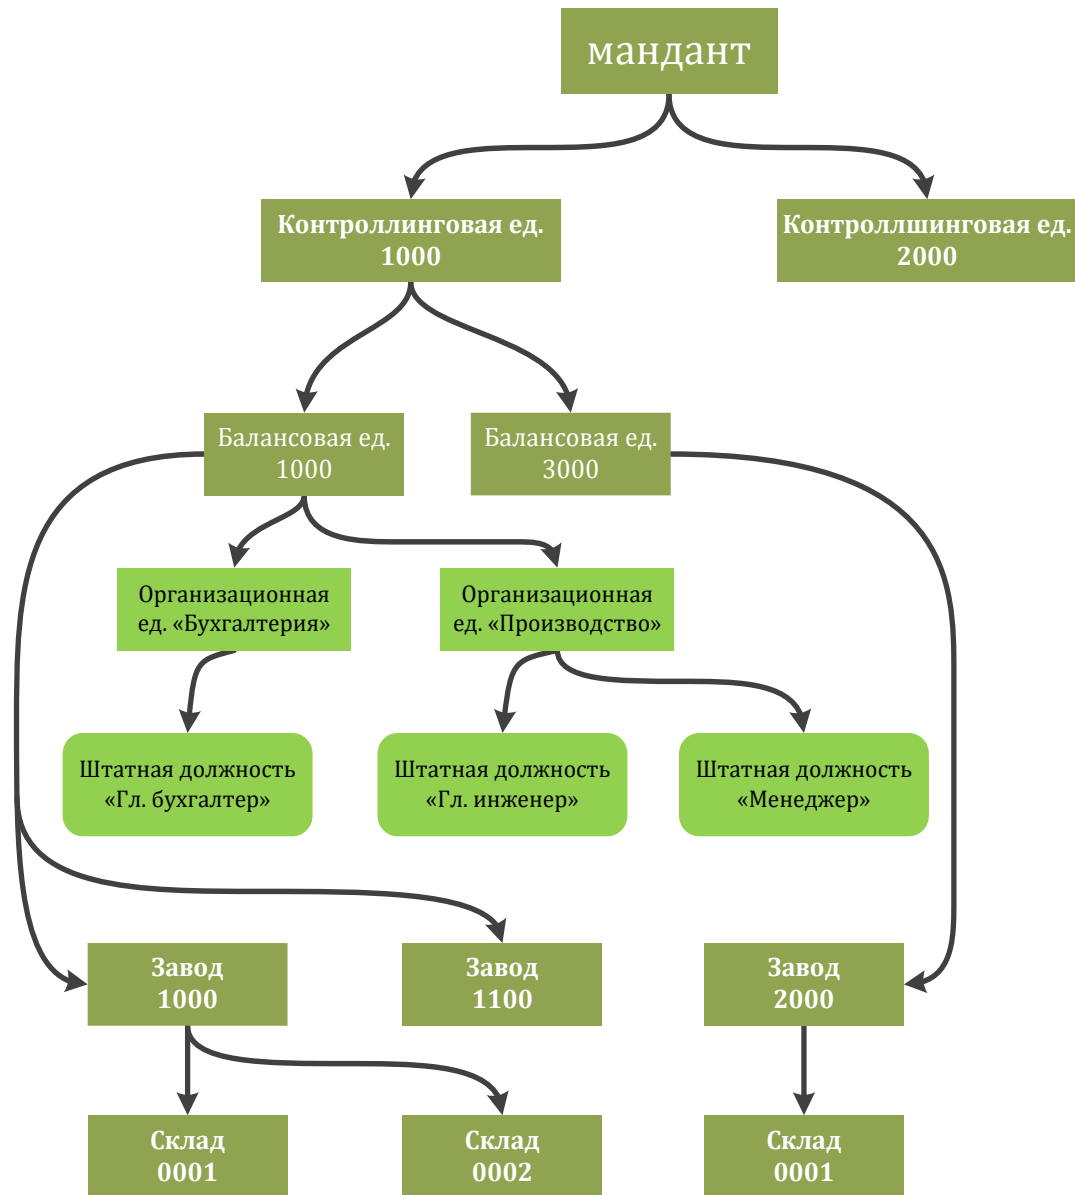 мандант
Контроллинговая ед.
1000
Контроллшинговая ед.
2000
Балансовая ед.
1000
Балансовая ед.
3000
Организационная
ед. «Бухгалтерия»
Организационная
ед. «Производство»
Штатная должность
«Гл. бухгалтер»
Штатная должность
«Гл. инженер»
Штатная должность
«Менеджер»
Завод
1000
Завод
1100
Завод
2000
Склад
0001
Склад
0002
Склад
0001